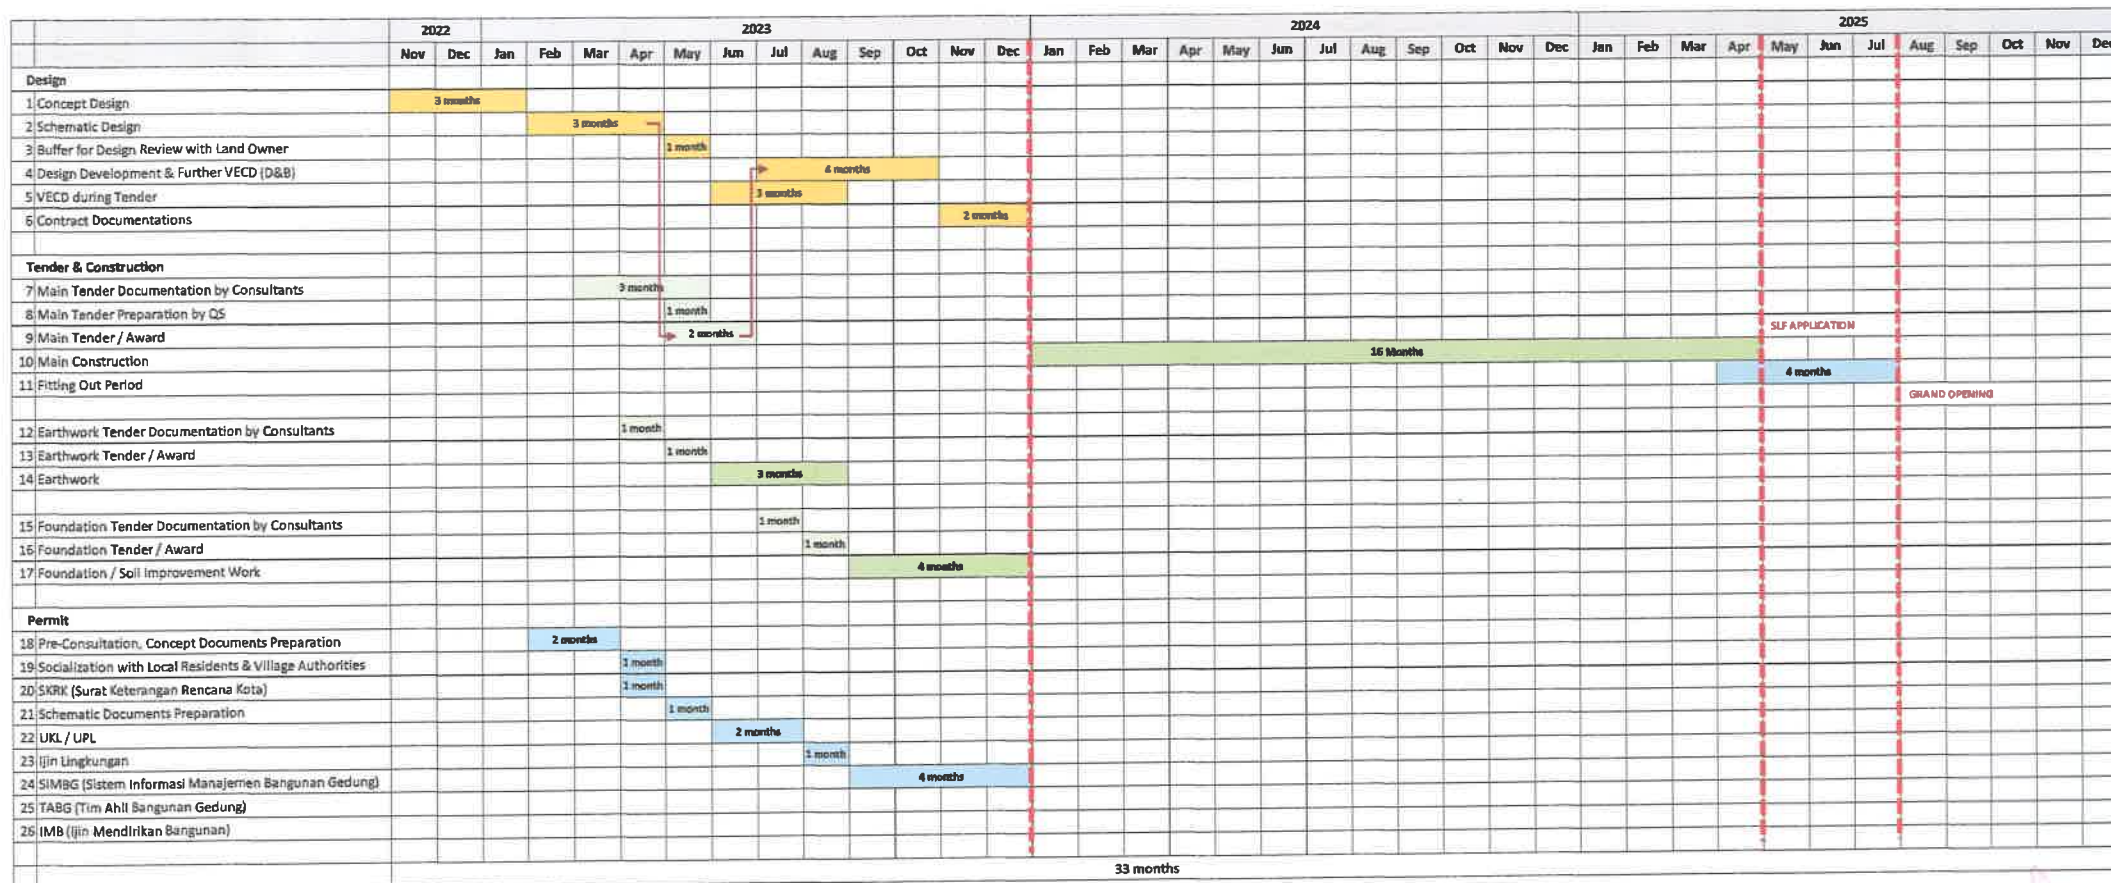 2022 2023 2024 2025
Nov Dec Jan Feb Mar Apr May Jun Jul Aug Sep Oct Nov Dec Jan Feb Mar Apr May Jun Jul Aug Sep Oct Nov Dec Jan Feb Mar Apr May Jun Jul Aug Sep Oct Nov Dec
Design
1 Concept Design 3 months
2 Schematic Design 3 months
3 Buffer for Design Review with Land Owner 1 month
4 Design Development & Further VECD (D&B) 4 months
5 VECD during Tender 3 months
6 Contract Documentations 2 months
Tender & Construction
7 Main Tender Documentation by Consultants 3 months
8 Main Tender Preparation by QS 1 month
9 Main Tender / Award 2 months SLF APPLICATION
10 Main Construction 16 Months
11 Fitting Out Period 4 months
GRAND OPENING
12 Earthwork Tender Documentation by Consultants 1 month
13 Earthwork Tender / Award 1 month
14 Earthwork 3 months
15 Foundation Tender Documentation by Consultants 1 month
16 Foundation Tender / Award 1 month
17 Foundation / Soil Improvement Work 4 months
Permit
18 Pre-Consultation, Concept Documents Preparation 2 months
19 Socialization with Local Residents & Village Authorities 1 month
20 SKRK (Surat Keterangan Rencana Kota) 1 month
21 Schematic Documents Preparation 1 month
22 UKL / UPL 2 months
23 Ijin Lingkungan 1 month
24 SIMBG (Sistem Informasi Manajemen Bangunan Gedung) 4 months
25 TABG (Tim Ahli Bangunan Gedung)
26 IMB (Ijin Mendirikan Bangunan)
33 months